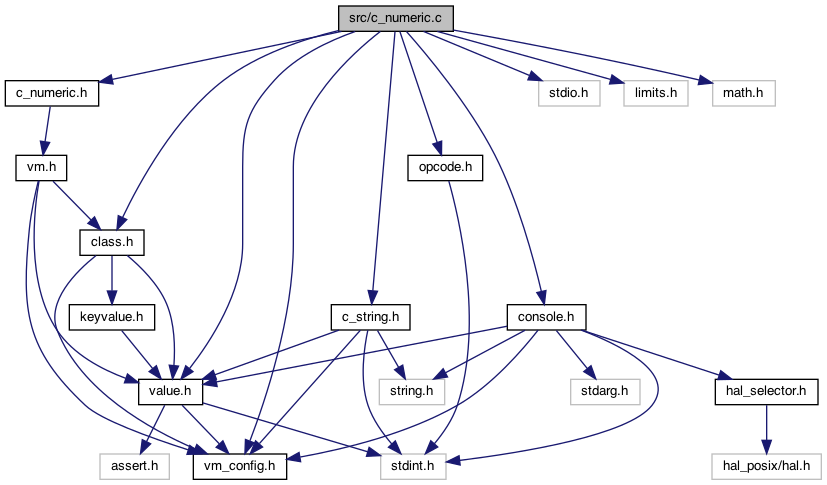 src/c_numeric.c
c_numeric.h
stdio.h
limits.h
math.h
vm.h
opcode.h
class.h
keyvalue.h
c_string.h
console.h
value.h
string.h
stdarg.h
hal_selector.h
assert.h
vm_config.h
stdint.h
hal_posix/hal.h